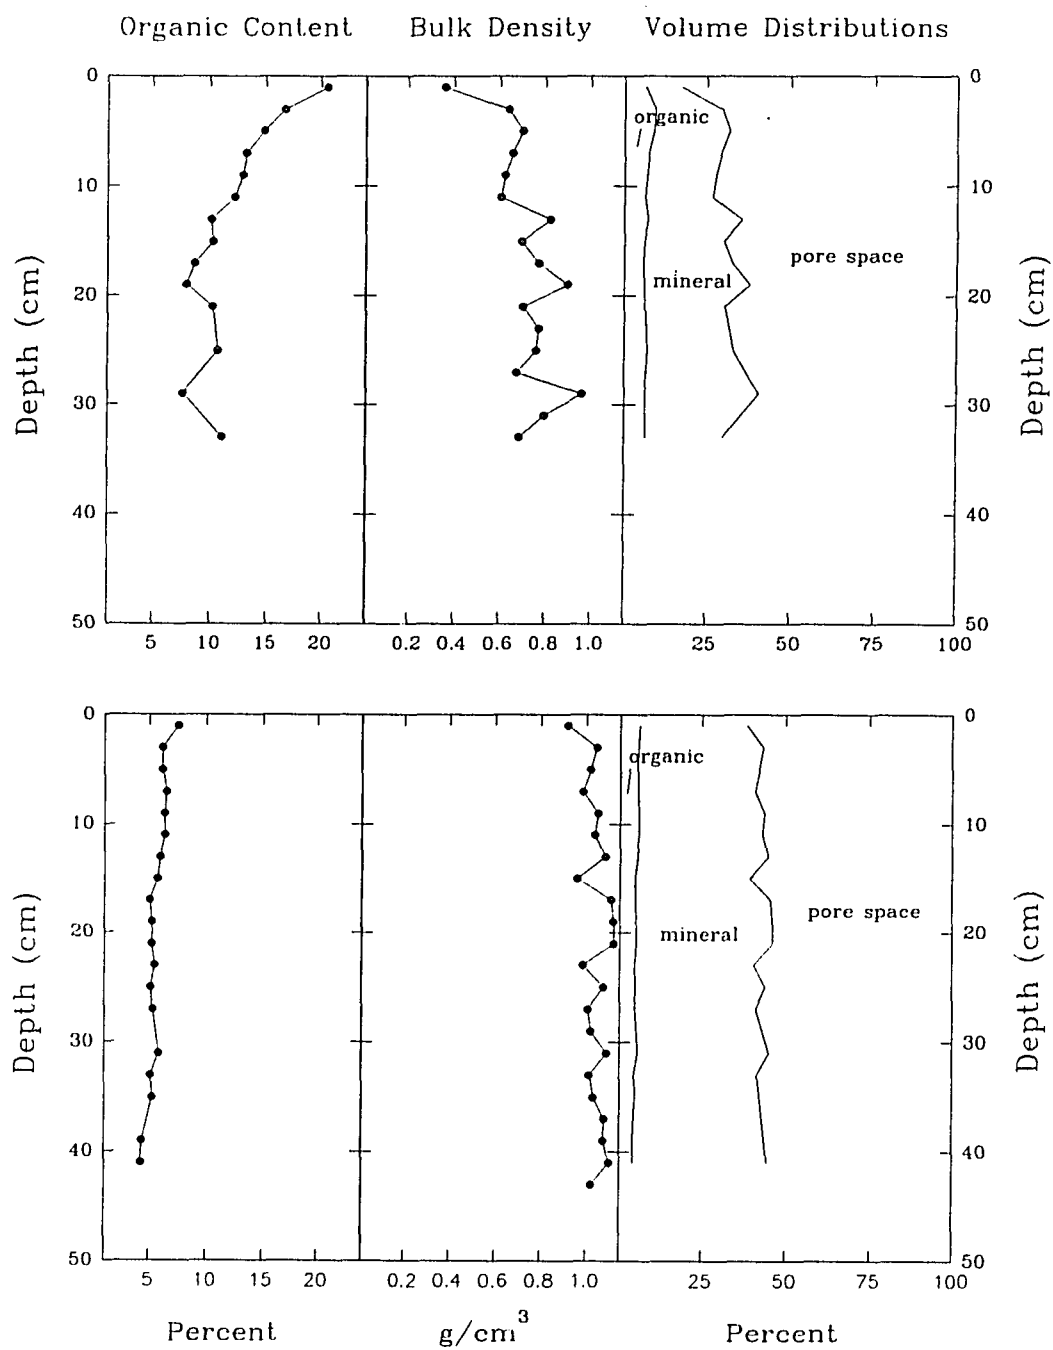 Organic Content Bulk Density Volume Distributions
0 0
organic
10 10
pore space
mineral
20 20
Depth (cm) Depth (cm)
30 30
40 40
50 50
5 10 15 20 0.2 0.4 0.6 0.8 1.0 25 50 75 100
0 0
organic
10 10
pore space
mineral
20 20
Depth (cm) Depth (cm)
30 30
40 40
50 50
5 10 15 20 0.2 0.4 0.6 0.8 1.0 25 50 75 100
Percent g/cm³ Percent